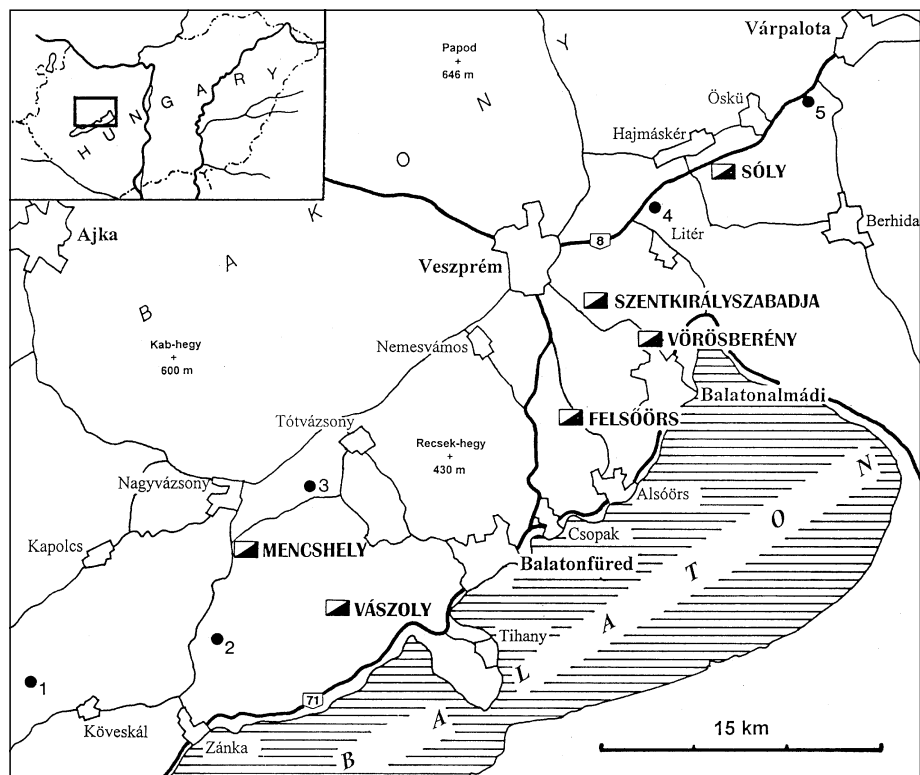 HUNGARY
Papod
+
646 m
Várpalota
Öskü
5
Hajmáskér
SÓLY
4
Litér
Berhida
Ajka
BAKONY
8
Veszprém
SZENTKIRÁLYSZABADJA
VÖRÖSBERÉNY
Kab-hegy
+
600 m
Nemesvámos
Balatonalmádi
Tótvázsony
FELSŐÖRS
Recsek-hegy
+
430 m
Nagyvázsony
3
Alsóörs
Csopak
Kapolcs
MENCSHELY
Balatonfüred
VÁSZOLY
2
Tihany
BALATON
1
71
Köveskál
Zánka
15 km